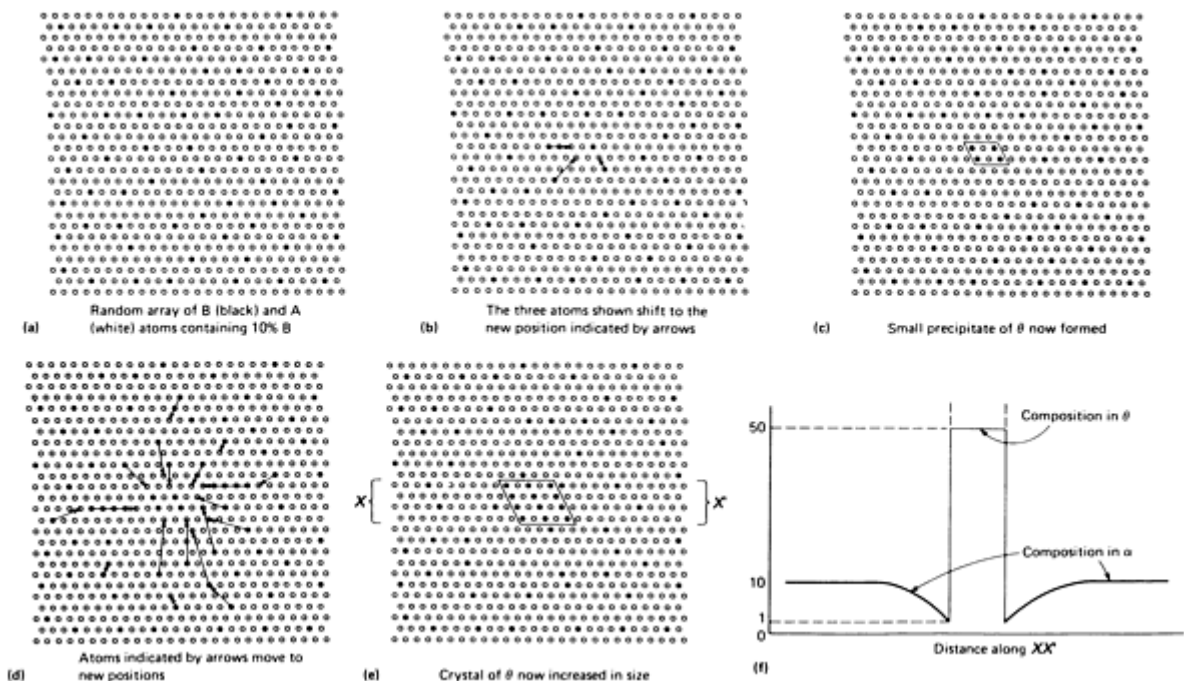 Random array of B (black) and A
(a) (white) atoms containing 10% B
The three atoms shown shift to the
(b) new position indicated by arrows
(c) Small precipitate of θ now formed
Atoms indicated by arrows move to
(d) new positions
X
X'
(e) Crystal of θ now increased in size
50
Composition in θ
Composition in α
10
1
0
Distance along XX'
(f)